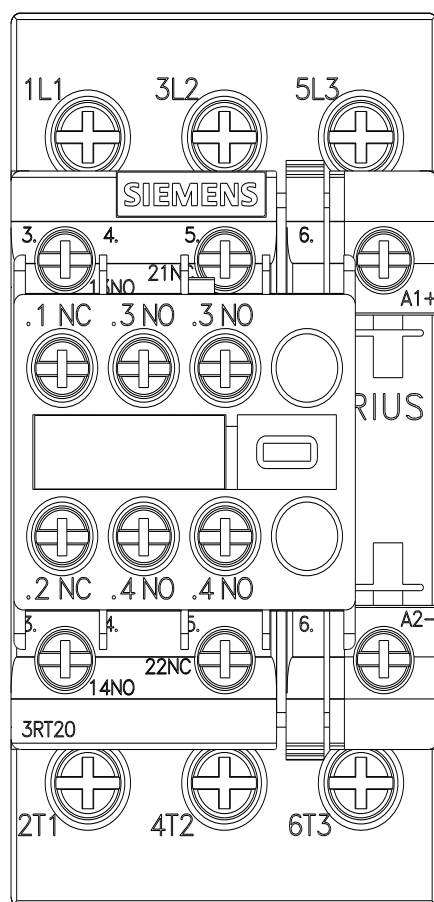 1L1 3L2 5L3
SIEMENS
3. 4. 5. 6.
21NC
13NO
A1+
.1 NC .3 NO .3 NO
RIUS
.2 NC .4 NO .4 NO
A2-
3. 4. 5. 6.
22NC
14NO
3RT20
2T1 4T2 6T3